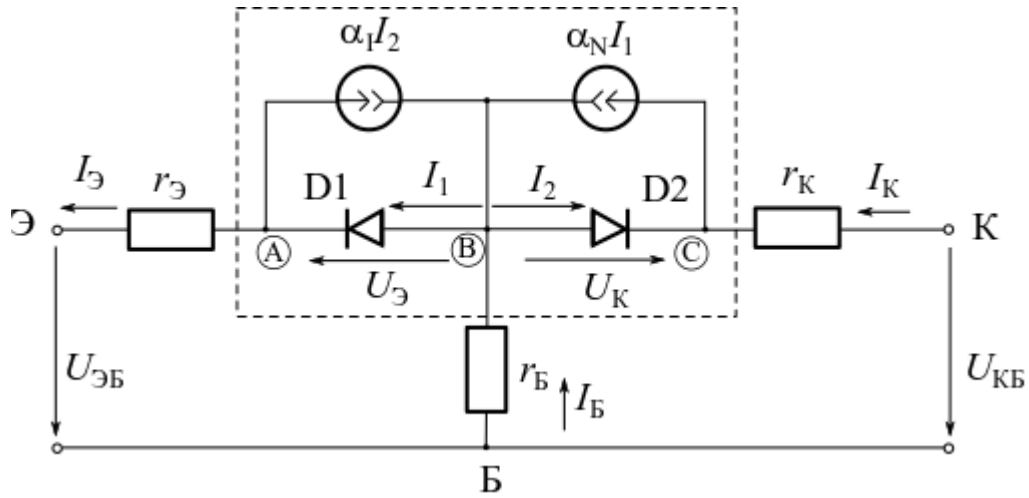 α_I I_2 α_N I_1
I_Э r_Э D1 I_1 I_2 D2 r_К I_К
Э К
A B C
U_Э U_К
U_ЭБ r_Б I_Б U_КБ
Б